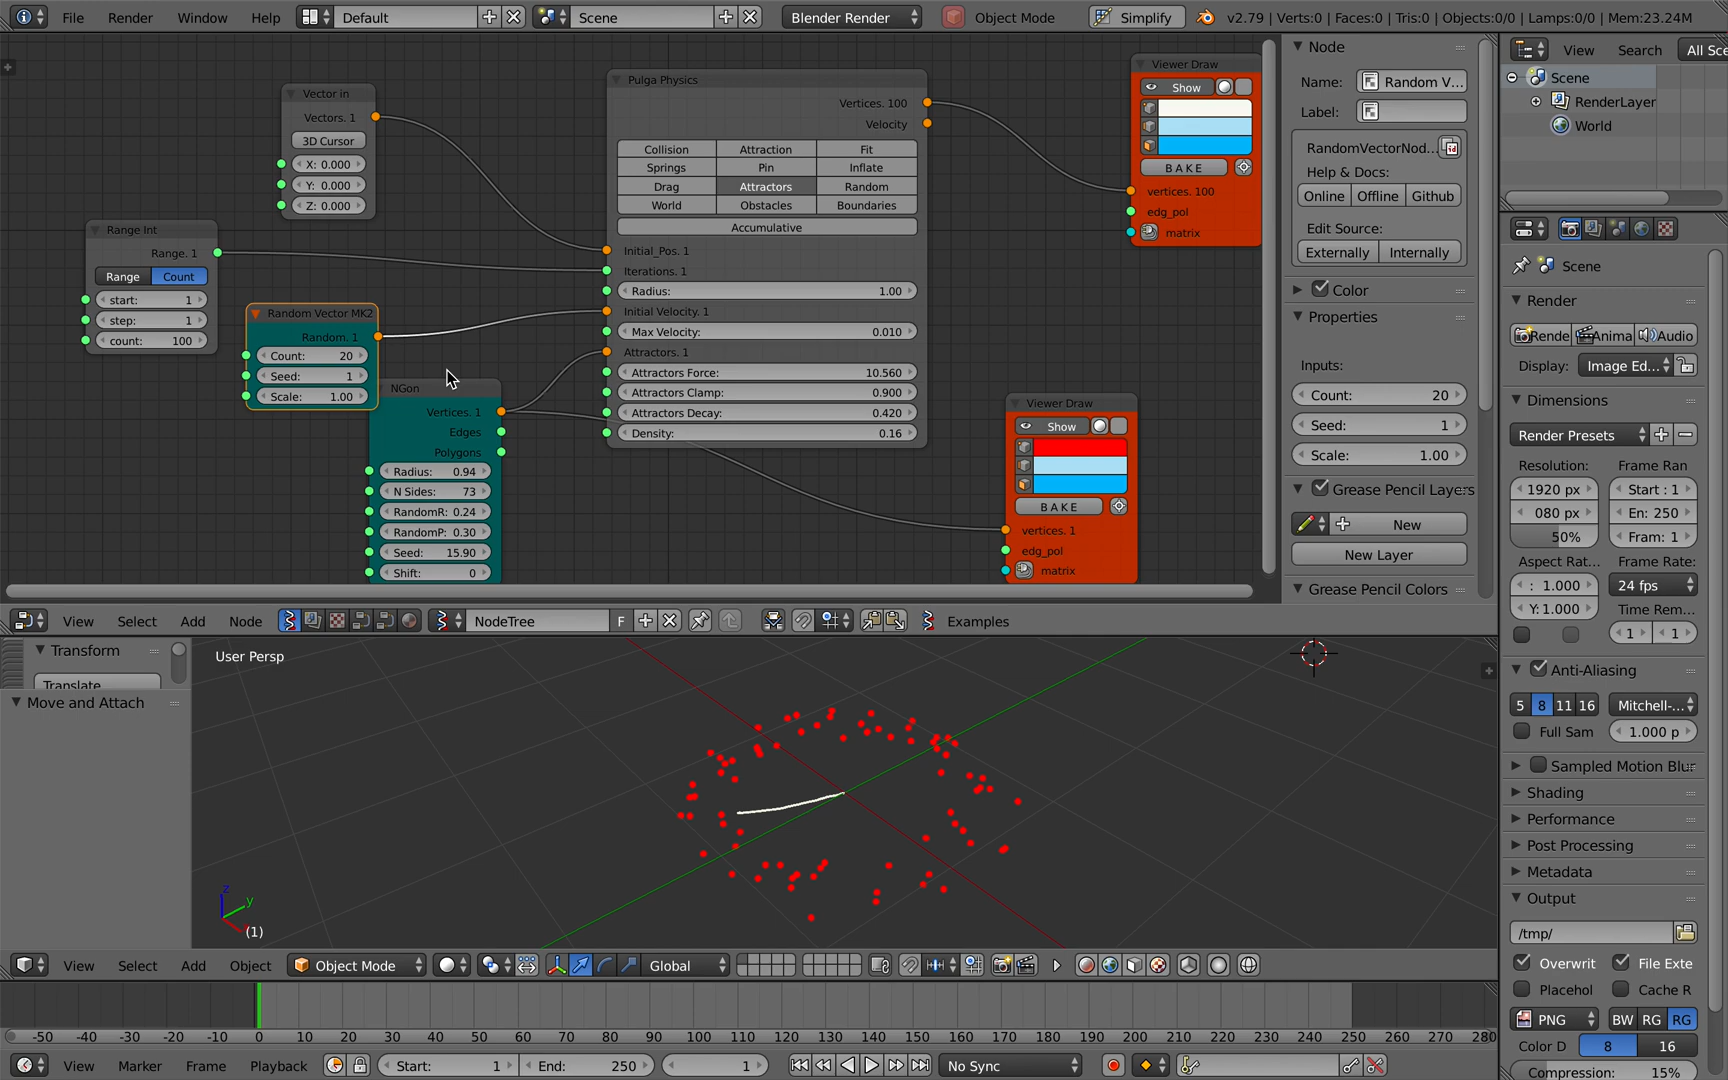 File Render Window Help Default Scene Blender Render Object Mode Simplify v2.79 | Verts:0 | Faces:0 | Tris:0 | Objects:0/0 | Lamps:0/0 | Mem:23.24M
Vector in
Vectors. 1
3D Cursor
X: 0.000
Y: 0.000
Z: 0.000
Range Int
Range. 1
Range Count
start: 1
step: 1
count: 100
Random Vector MK2
Random. 1
Count: 20
Seed: 1
Scale: 1.00
NGon
Vertices. 1
Edges
Polygons
Radius: 0.94
N Sides: 73
RandomR: 0.24
RandomP: 0.30
Seed: 15.90
Shift: 0
Pulga Physics
Vertices. 100
Velocity
Collision Attraction Fit
Springs Pin Inflate
Drag Attractors Random
World Obstacles Boundaries
Accumulative
Initial_Pos. 1
Iterations. 1
Radius: 1.00
Initial Velocity. 1
Max Velocity: 0.010
Attractors. 1
Attractors Force: 10.560
Attractors Clamp: 0.900
Attractors Decay: 0.420
Density: 0.16
Viewer Draw
Show
BAKE
vertices. 100
edg_pol
matrix
Viewer Draw
Show
BAKE
vertices. 1
edg_pol
matrix
Node
Name: Random V...
Label:
RandomVectorNod...
Help & Docs:
Online Offline Github
Edit Source:
Externally Internally
Color
Properties
Inputs:
Count: 20
Seed: 1
Scale: 1.00
Grease Pencil Layers
New
New Layer
Grease Pencil Colors
View Search All Sce
Scene
RenderLayer
World
Scene
Render
Rende Anima Audio
Display: Image Ed...
Dimensions
Render Presets
Resolution: Frame Ran
1920 px Start : 1
080 px En: 250
50% Fram: 1
Aspect Rat... Frame Rate:
: 1.000 24 fps
Y: 1.000 Time Rem...
1 1
Anti-Aliasing
5 8 11 16 Mitchell-...
Full Sam 1.000 p
Sampled Motion Blur
Shading
Performance
Post Processing
Metadata
Output
/tmp/
Overwrit File Exte
Placehol Cache R
PNG BW RG RG
Color D 8 16
Compression: 15%
View Select Add Node NodeTree F Examples
Transform
Translate
Move and Attach
User Persp
z
y
(1)
View Select Add Object Object Mode Global
-50 -40 -30 -20 -10 0 10 20 30 40 50 60 70 80 90 100 110 120 130 140 150 160 170 180 190 200 210 220 230 240 250 260 270 280
View Marker Frame Playback Start: 1 End: 250 1 No Sync